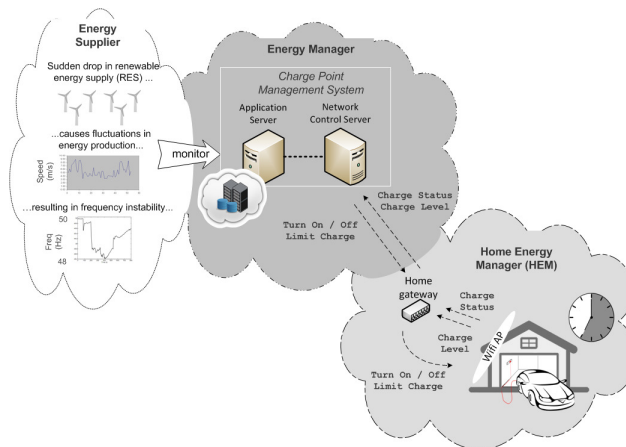 Energy
Supplier
Sudden drop in renewable
energy supply (RES) ...
...causes fluctuations in
energy production...
Speed
(m/s)
...resulting in frequency instability...
50
Freq
(Hz)
48
monitor
Energy Manager
Charge Point
Management System
Application
Server
Network
Control Server
Charge Status
Charge Level
Turn On / Off
Limit Charge
Home Energy
Manager (HEM)
Home
gateway
Charge
Status
Charge
Level
Wifi AP
Turn On / Off
Limit Charge